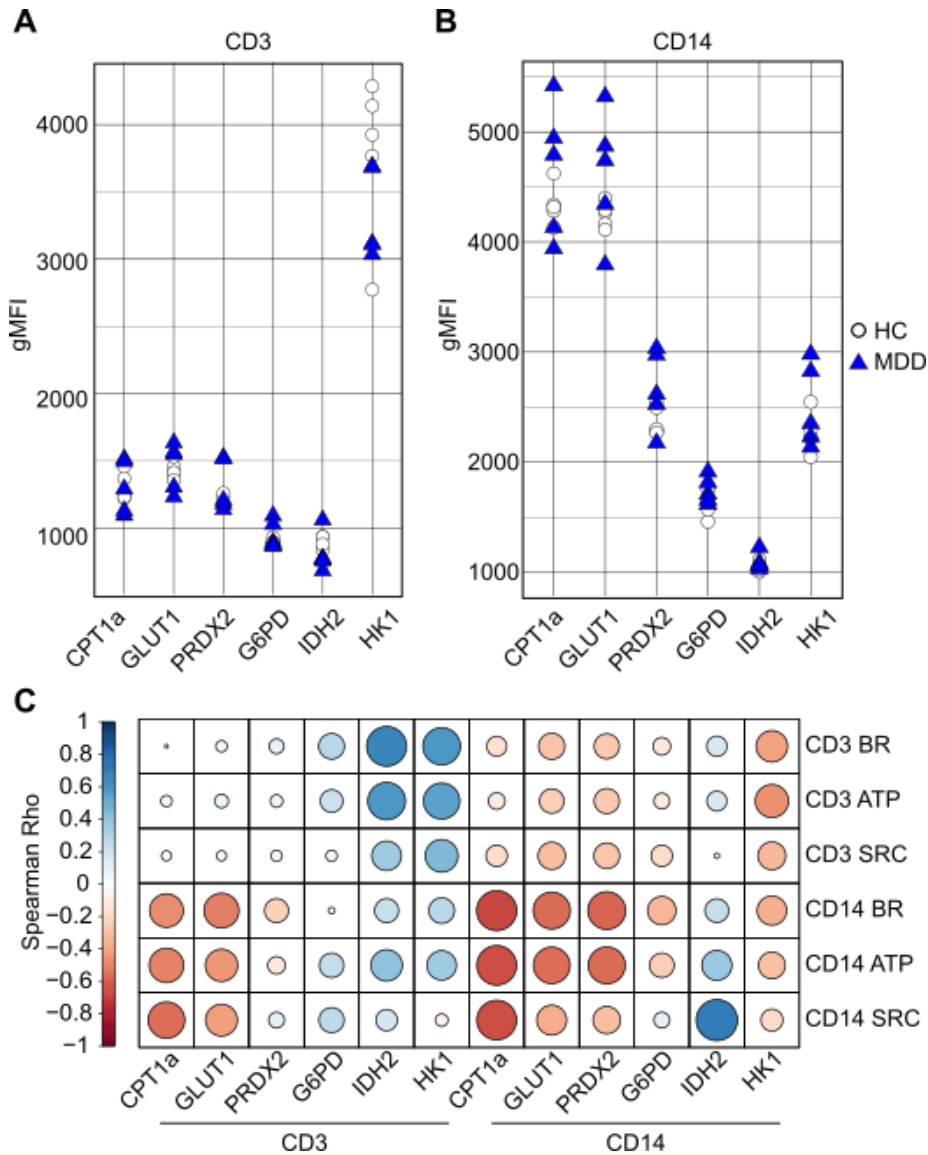 A
CD3
gMFI
4000
3000
2000
1000
CPT1a
GLUT1
PRDX2
G6PD
IDH2
HK1
B
CD14
gMFI
5000
4000
3000
2000
1000
CPT1a
GLUT1
PRDX2
G6PD
IDH2
HK1
HC
MDD
C
Spearman Rho
1
0.8
0.6
0.4
0.2
0
−0.2
−0.4
−0.6
−0.8
−1
CD3 BR
CD3 ATP
CD3 SRC
CD14 BR
CD14 ATP
CD14 SRC
CPT1a
GLUT1
PRDX2
G6PD
IDH2
HK1
CPT1a
GLUT1
PRDX2
G6PD
IDH2
HK1
CD3
CD14